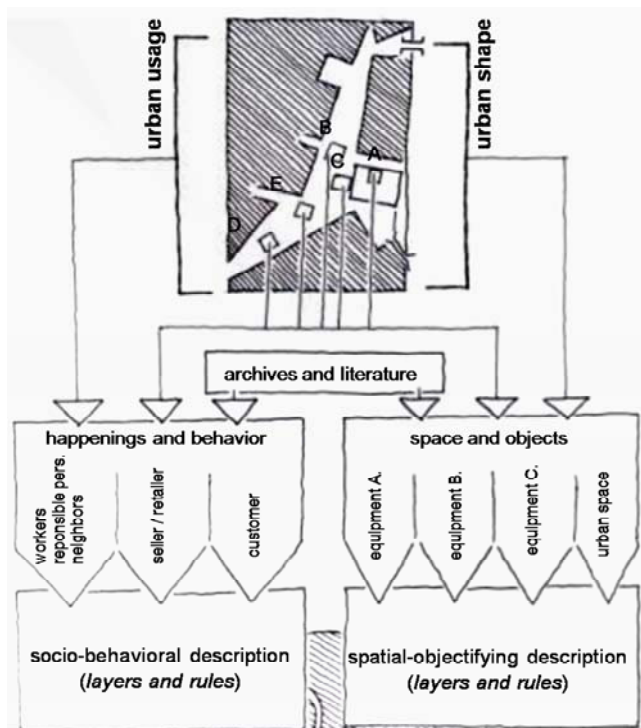 urban usage
urban shape
B
A
C
E
D
archives and literature
happenings and behavior
space and objects
workers
reponsible pers.
neighbors
seller / retailer
customer
equipment A.
equipment B.
equipment C.
urban space
socio-behavioral description
(layers and rules)
spatial-objectifying description
(layers and rules)